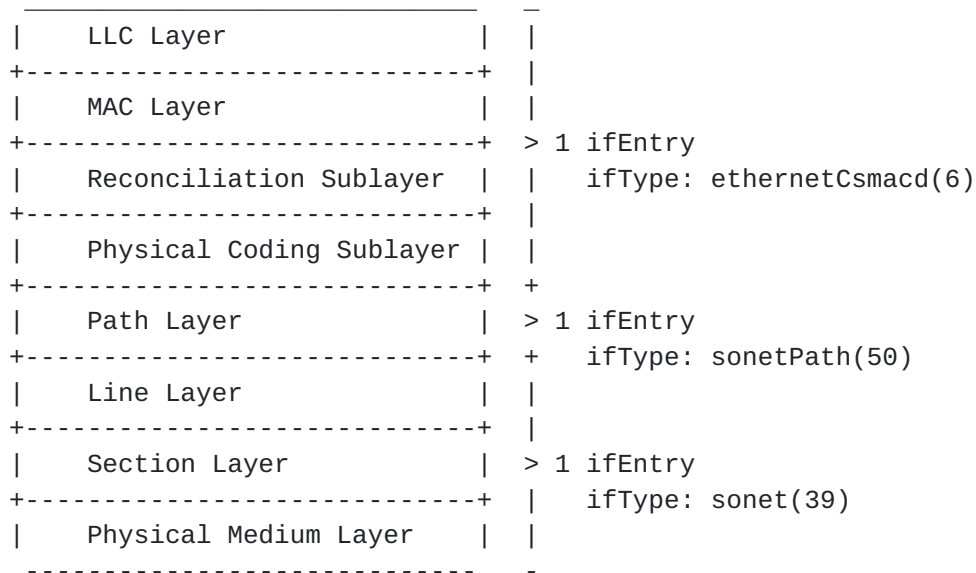 _____________________________   _
|    LLC Layer                |  |
+-----------------------------+  |
|    MAC Layer                |  |
+-----------------------------+  > 1 ifEntry
|    Reconciliation Sublayer  |  |   ifType: ethernetCsmacd(6)
+-----------------------------+  |
|    Physical Coding Sublayer |  |
+-----------------------------+  +
|    Path Layer               |  > 1 ifEntry
+-----------------------------+  +   ifType: sonetPath(50)
|    Line Layer               |  |
+-----------------------------+  |
|    Section Layer            |  > 1 ifEntry
+-----------------------------+  |   ifType: sonet(39)
|    Physical Medium Layer    |  |
 -----------------------------   -